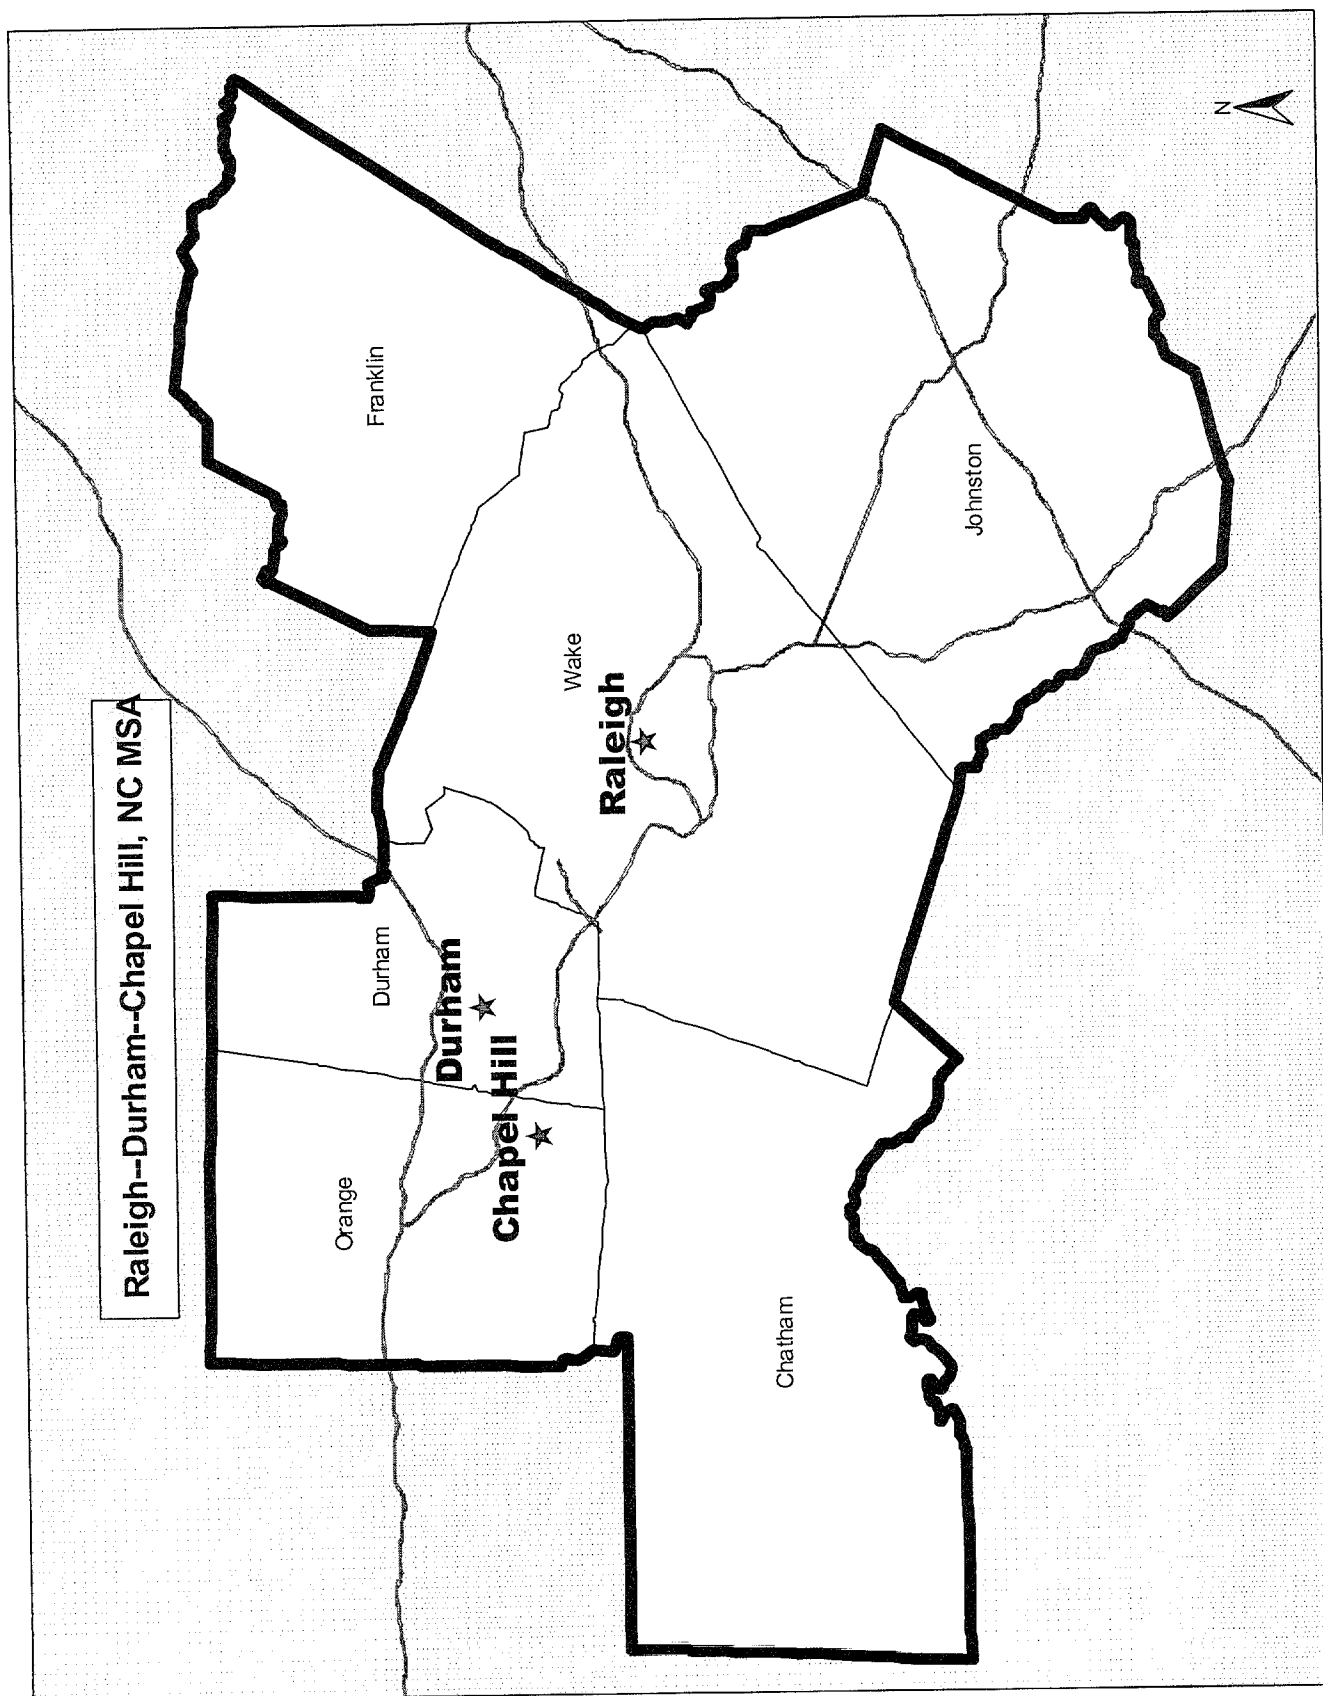 Raleigh--Durham--Chapel Hill, NC MSA
Franklin
Orange
Durham
Durham
Chapel Hill
Wake
Raleigh
Chatham
Johnston
N